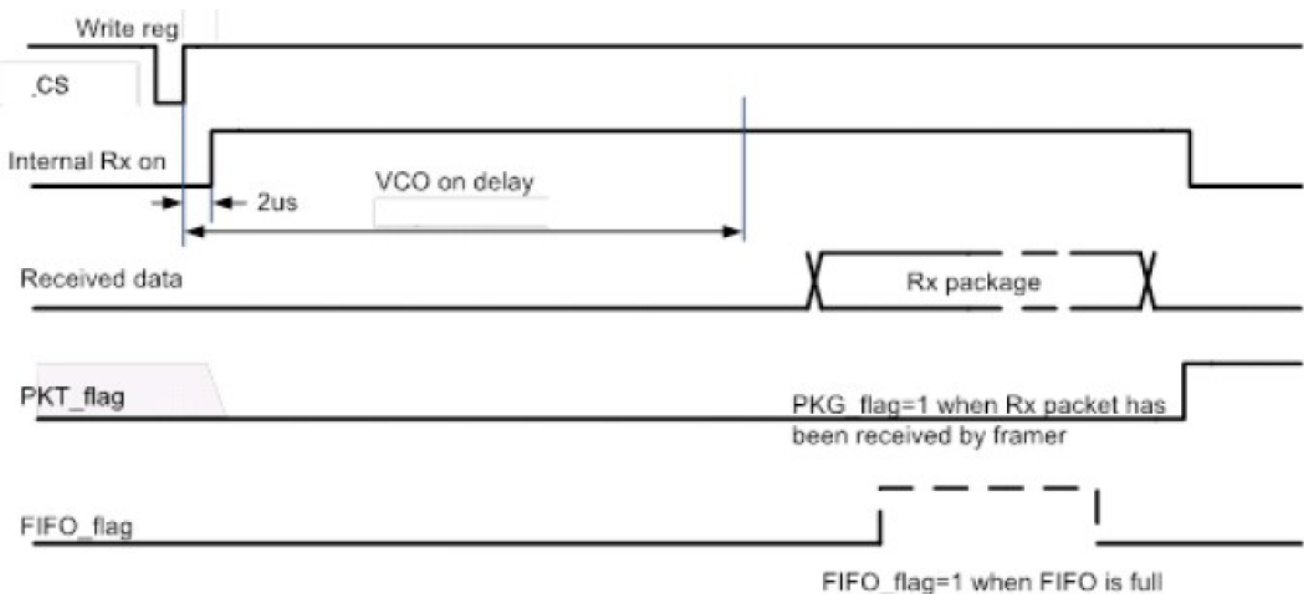 Write reg
_CS
Internal Rx on
VCO on delay
2us
Received data
Rx package
PKT_flag
PKG_flag=1 when Rx packet has
been received by framer
FIFO_flag
FIFO_flag=1 when FIFO is full